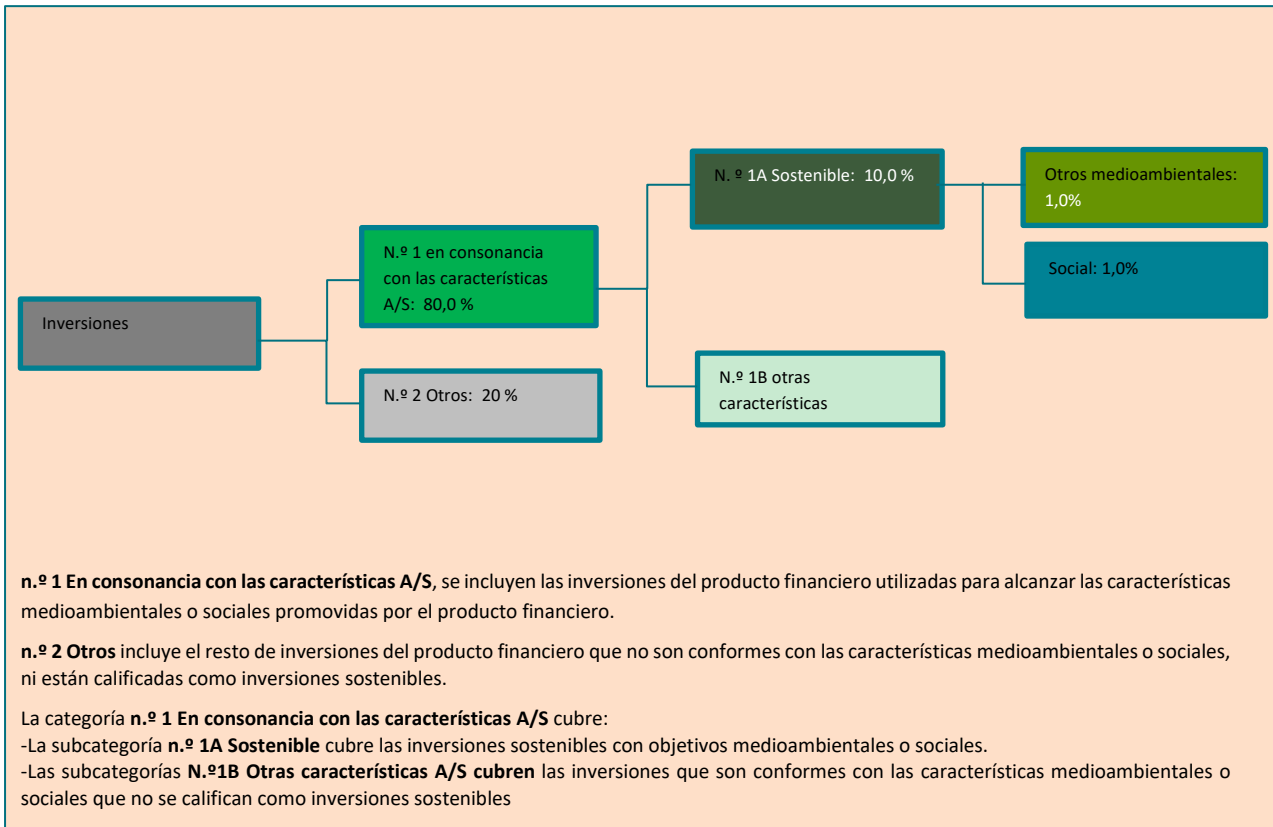 Inversiones
N.º 1 en consonancia
con las características
A/S: 80,0 %
N.º 2 Otros: 20 %
N. º 1A Sostenible: 10,0 %
N.º 1B otras
características
Otros medioambientales:
1,0%
Social: 1,0%
n.º 1 En consonancia con las características A/S, se incluyen las inversiones del producto financiero utilizadas para alcanzar las características
medioambientales o sociales promovidas por el producto financiero.
n.º 2 Otros incluye el resto de inversiones del producto financiero que no son conformes con las características medioambientales o sociales,
ni están calificadas como inversiones sostenibles.
La categoría n.º 1 En consonancia con las características A/S cubre:
-La subcategoría n.º 1A Sostenible cubre las inversiones sostenibles con objetivos medioambientales o sociales.
-Las subcategorías N.º1B Otras características A/S cubren las inversiones que son conformes con las características medioambientales o
sociales que no se califican como inversiones sostenibles